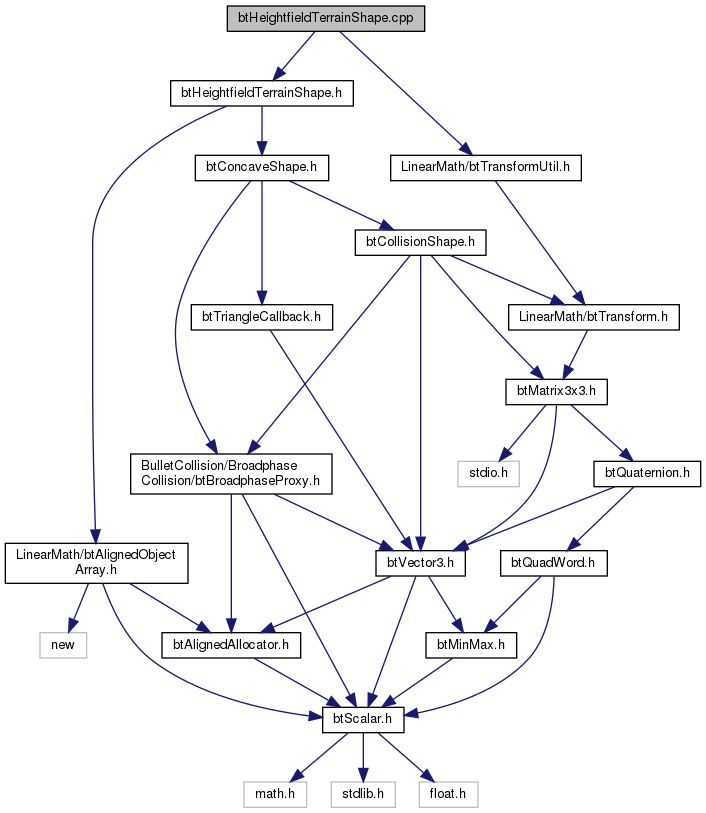 btHeightfieldTerrainShape.cpp
btHeightfieldTerrainShape.h
btConcaveShape.h
LinearMath/btTransformUtil.h
btCollisionShape.h
btTriangleCallback.h
LinearMath/btTransform.h
btMatrix3x3.h
BulletCollision/Broadphase
Collision/btBroadphaseProxy.h
stdio.h
btQuaternion.h
LinearMath/btAlignedObject
Array.h
btVector3.h
btQuadWord.h
new
btAlignedAllocator.h
btMinMax.h
btScalar.h
math.h
stdlib.h
float.h